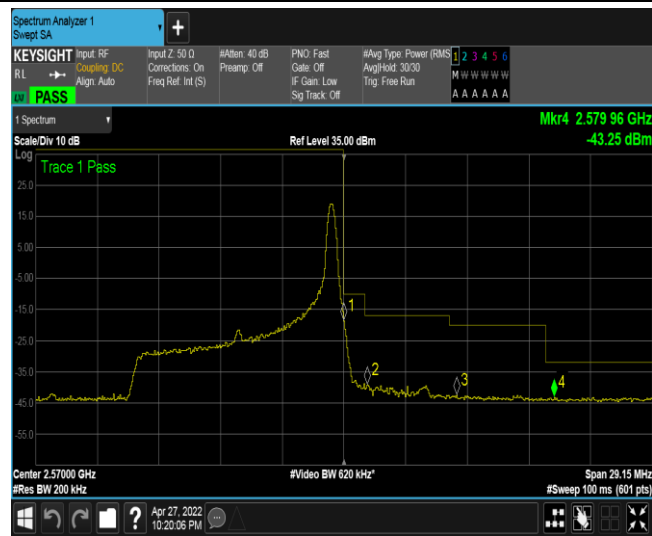 Spectrum Analyzer 1
Swept SA
+
KEYSIGHT
RL
LXI PASS
Input: RF
Coupling: DC
Align: Auto
Input Z: 50 Ω
Corrections: On
Freq Ref: Int (S)
#Atten: 40 dB
Preamp: Off
PNO: Fast
Gate: Off
IF Gain: Low
Sig Track: Off
#Avg Type: Power (RMS
Avg|Hold: 30/30
Trig: Free Run
1 2 3 4 5 6
M W W W W W
A A A A A A
1 Spectrum
Scale/Div 10 dB
Ref Level 35.00 dBm
Mkr4 2.579 96 GHz
-43.25 dBm
Log
Trace 1 Pass
25.0
15.0
5.00
-5.00
-15.0
-25.0
-35.0
-45.0
-55.0
1
2
3
4
Center 2.57000 GHz
#Res BW 200 kHz
#Video BW 620 kHz*
Span 29.15 MHz
#Sweep 100 ms (601 pts)
?
Apr 27, 2022
10:20:06 PM